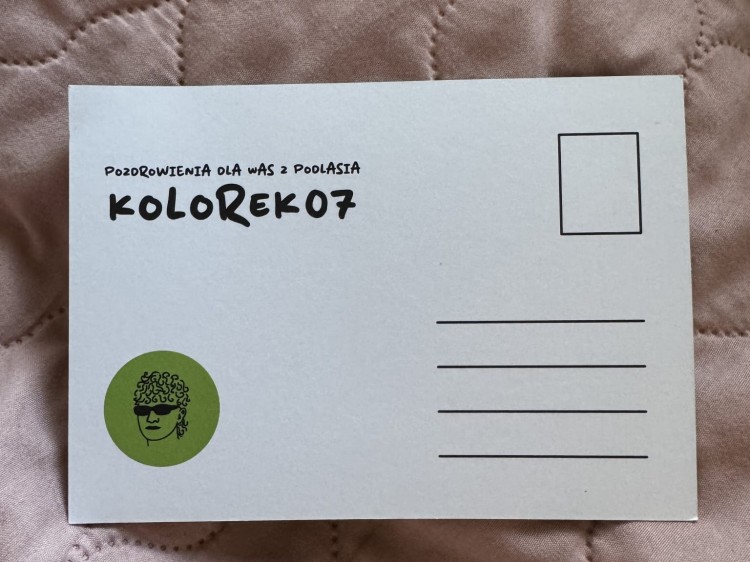 POZDROWIENIA DLA WAS Z PODLASIA
KOLOREK07